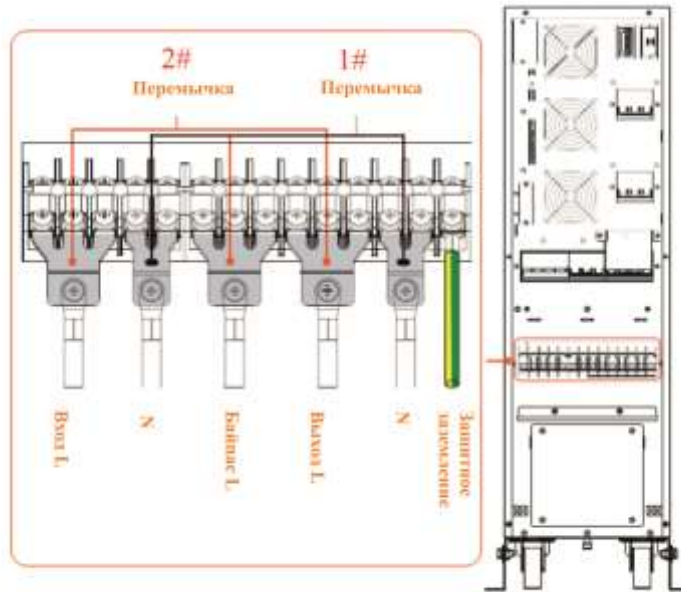 2#
Перемычка
1#
Перемычка
Вход L
N
Байпас L
Выход L
N
Защитное
заземление